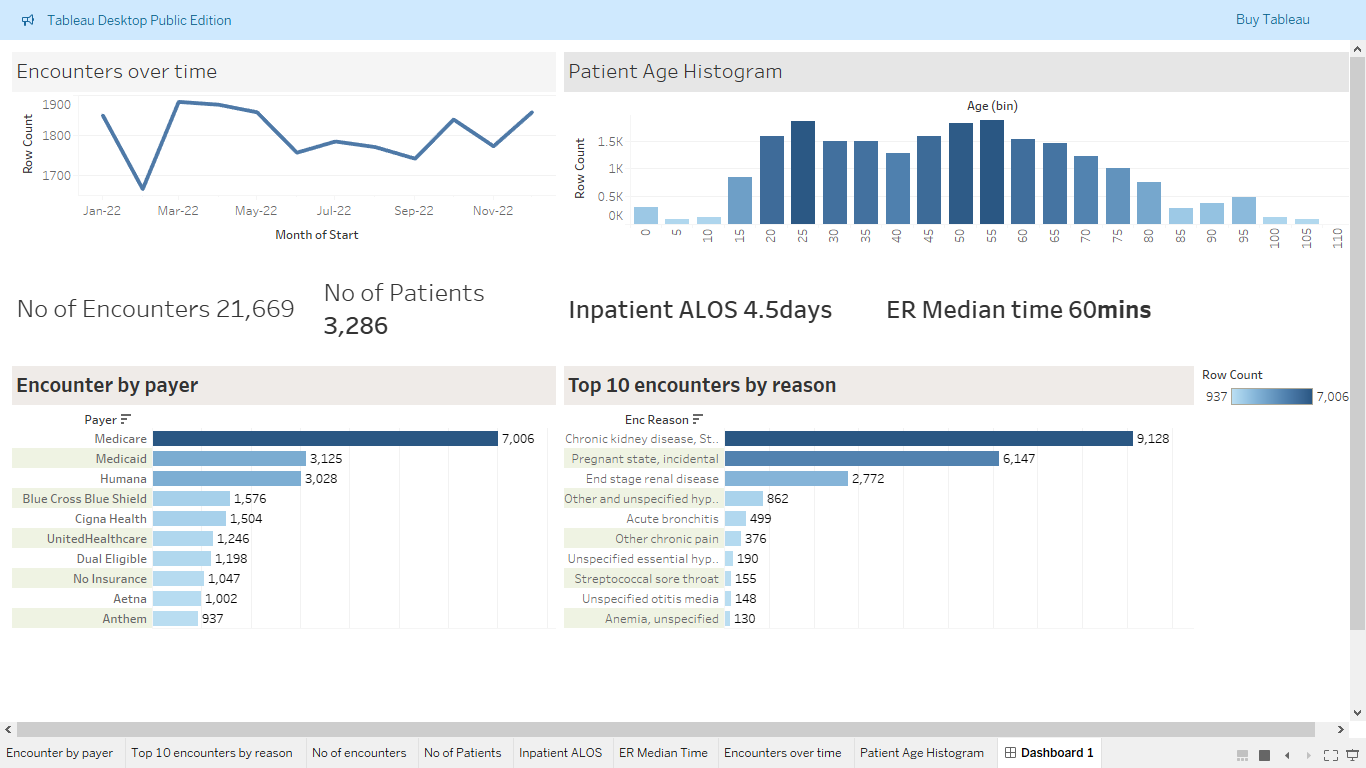 Tableau Desktop Public Edition
Buy Tableau
Encounters over time
1900
1800
1700
Row Count
Jan-22 Mar-22 May-22 Jul-22 Sep-22 Nov-22
Month of Start
Patient Age Histogram
Age (bin)
1.5K
1K
0.5K
0K
Row Count
0 5 10 15 20 25 30 35 40 45 50 55 60 65 70 75 80 85 90 95 100 105 110
No of Encounters 21,669
No of Patients
3,286
Inpatient ALOS 4.5days
ER Median time 60mins
Encounter by payer
Payer
Medicare 7,006
Medicaid 3,125
Humana 3,028
Blue Cross Blue Shield 1,576
Cigna Health 1,504
UnitedHealthcare 1,246
Dual Eligible 1,198
No Insurance 1,047
Aetna 1,002
Anthem 937
Top 10 encounters by reason
Enc Reason
Chronic kidney disease, St.. 9,128
Pregnant state, incidental 6,147
End stage renal disease 2,772
Other and unspecified hyp.. 862
Acute bronchitis 499
Other chronic pain 376
Unspecified essential hyp.. 190
Streptococcal sore throat 155
Unspecified otitis media 148
Anemia, unspecified 130
Row Count
937 7,006
Encounter by payer Top 10 encounters by reason No of encounters No of Patients Inpatient ALOS ER Median Time Encounters over time Patient Age Histogram Dashboard 1